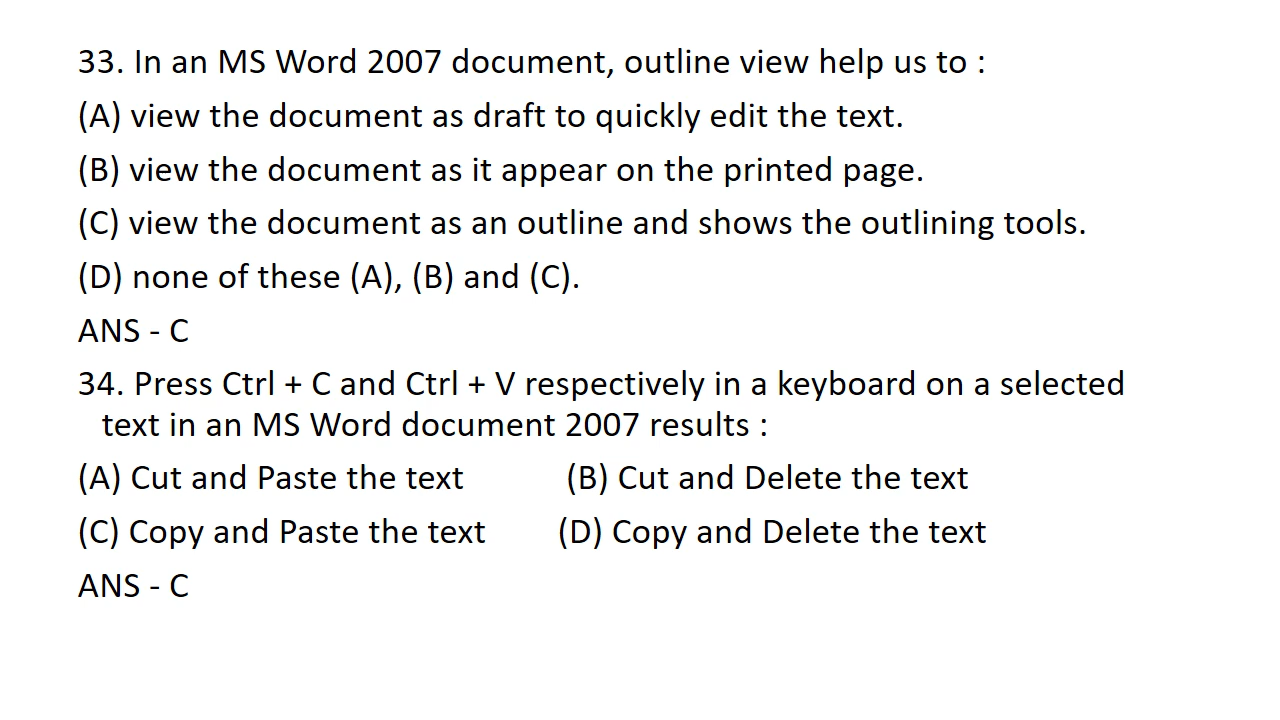 33. In an MS Word 2007 document, outline view help us to :
(A) view the document as draft to quickly edit the text.
(B) view the document as it appear on the printed page.
(C) view the document as an outline and shows the outlining tools.
(D) none of these (A), (B) and (C).
ANS - C
34. Press Ctrl + C and Ctrl + V respectively in a keyboard on a selected
text in an MS Word document 2007 results :
(A) Cut and Paste the text (B) Cut and Delete the text
(C) Copy and Paste the text (D) Copy and Delete the text
ANS - C